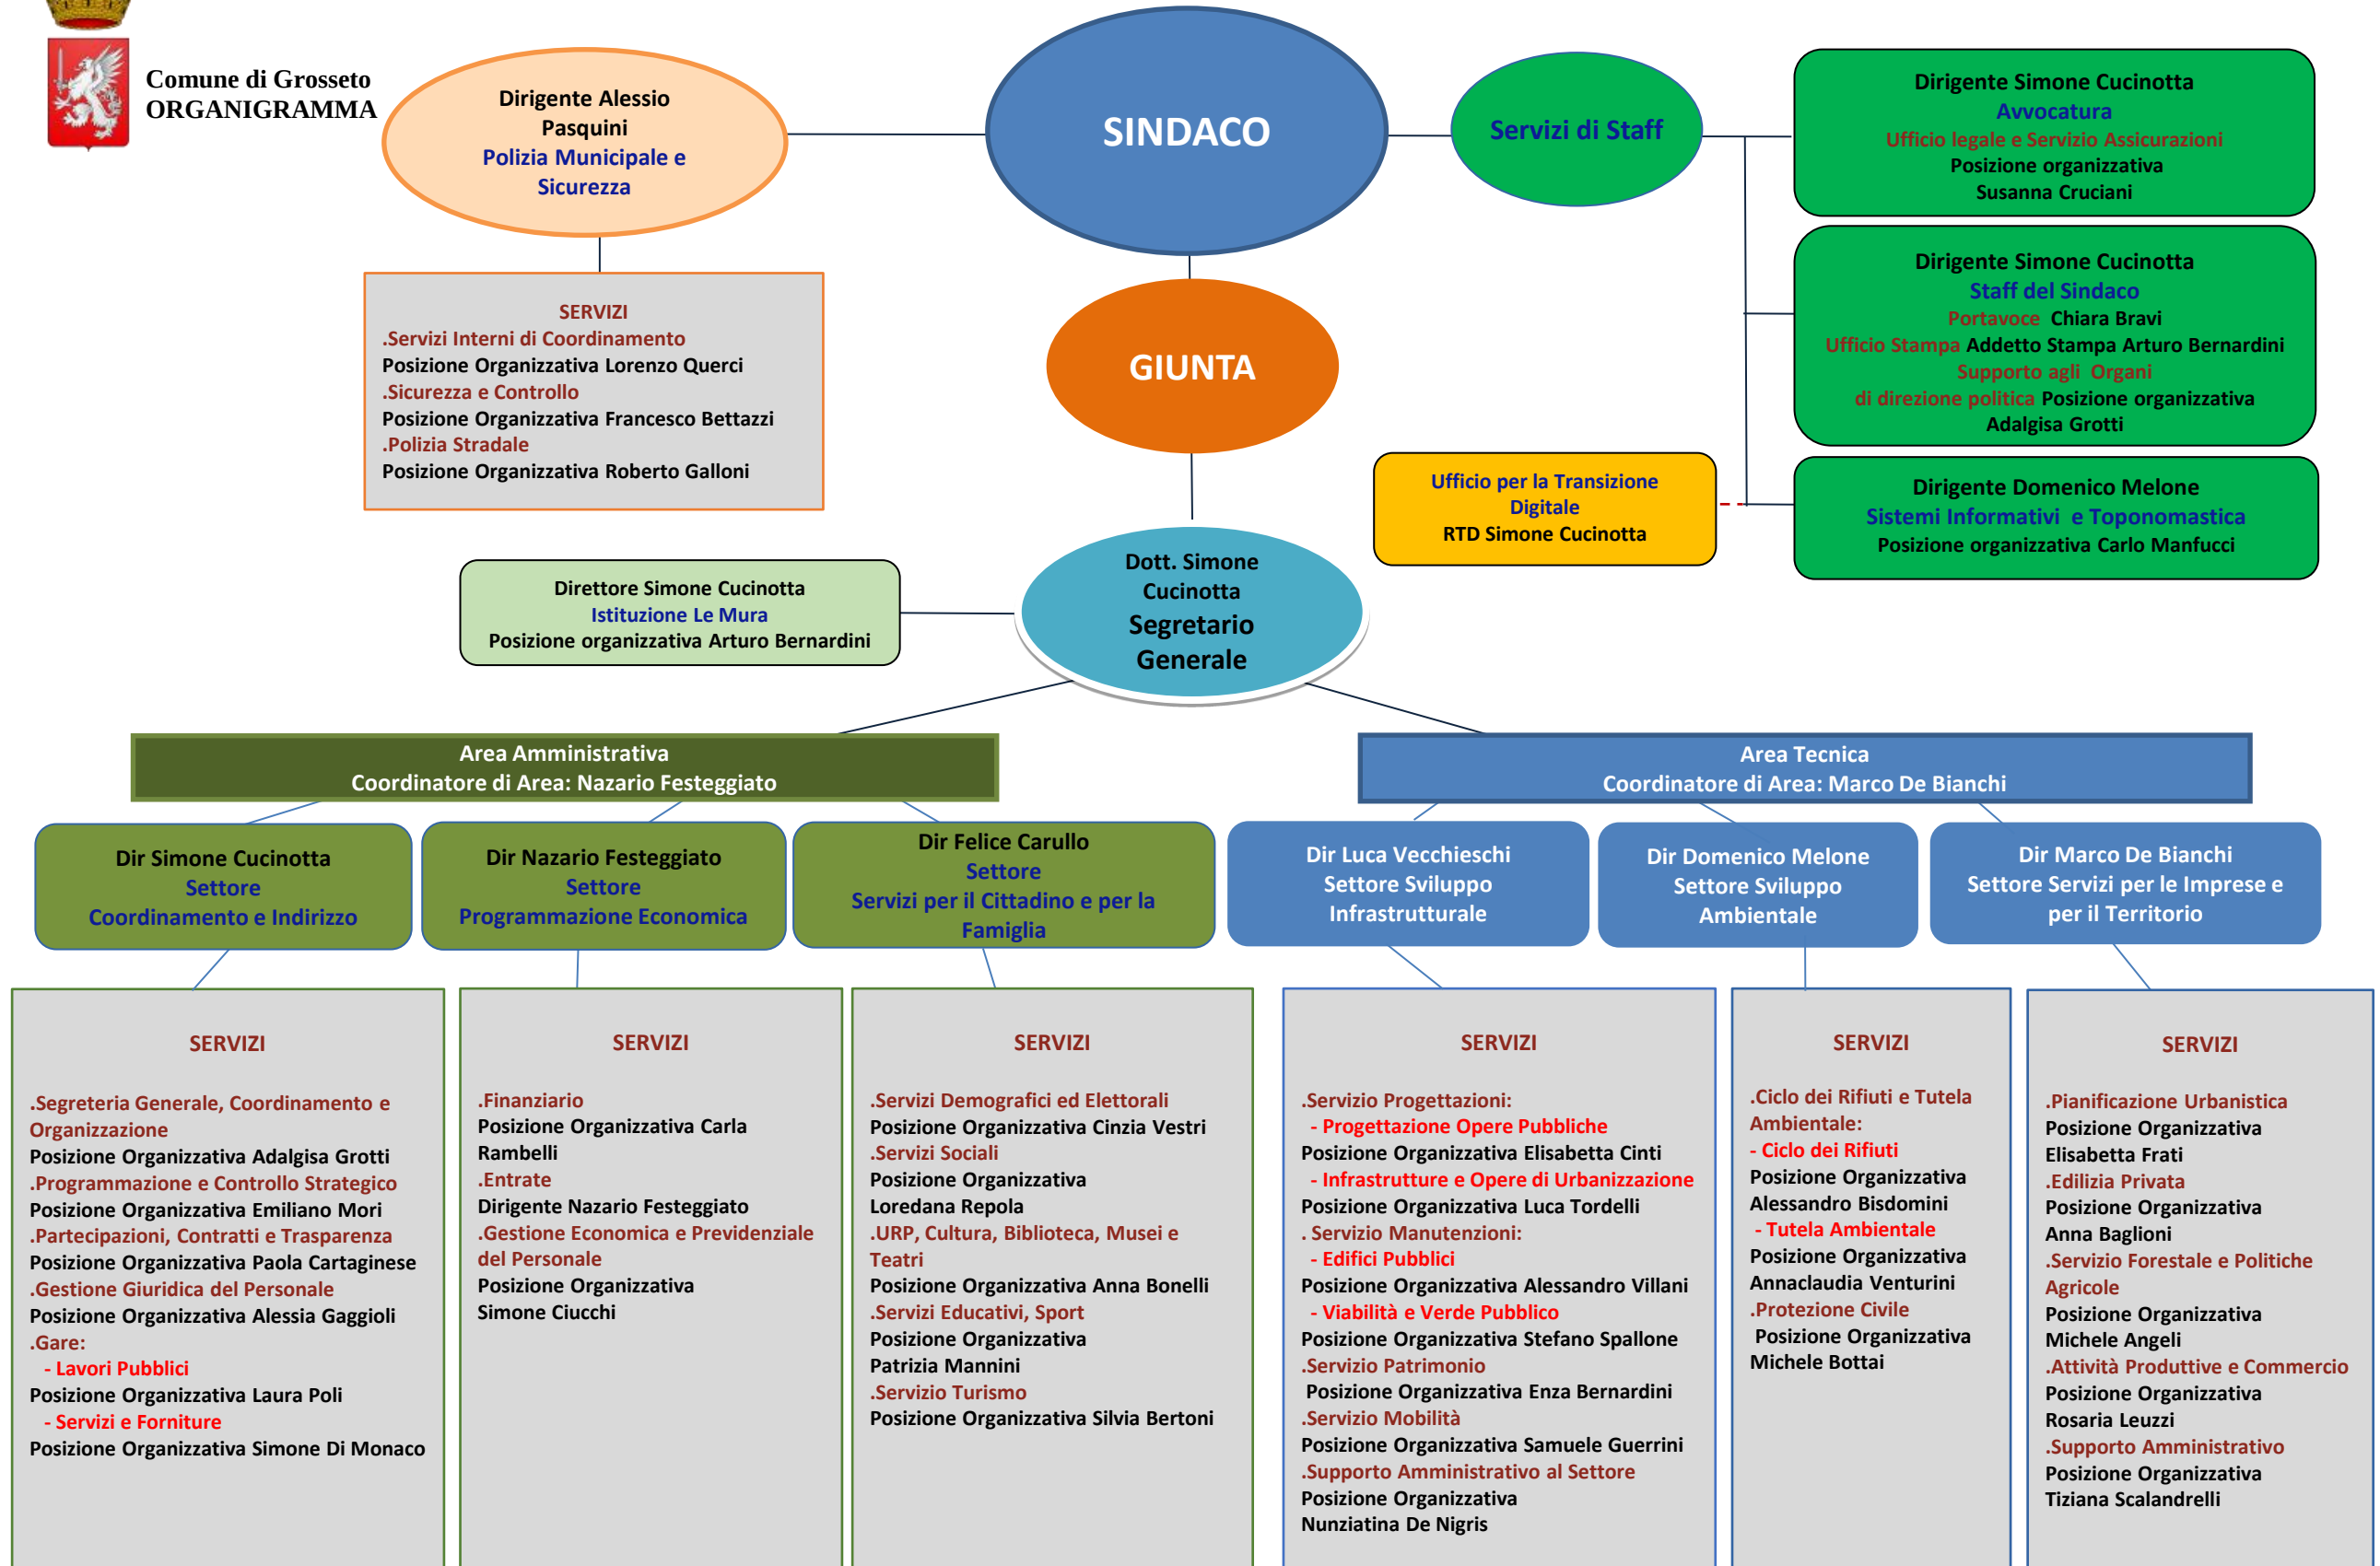 Comune di Grosseto
ORGANIGRAMMA
Dirigente Alessio
Pasquini
Polizia Municipale e
Sicurezza
SINDACO
Servizi di Staff
Dirigente Simone Cucinotta
Avvocatura
Ufficio legale e Servizio Assicurazioni
Posizione organizzativa
Susanna Cruciani
Dirigente Simone Cucinotta
Staff del Sindaco
Portavoce Chiara Bravi
Ufficio Stampa Addetto Stampa Arturo Bernardini
Supporto agli Organi
di direzione politica Posizione organizzativa
Adalgisa Grotti
SERVIZI
.Servizi Interni di Coordinamento
Posizione Organizzativa Lorenzo Querci
.Sicurezza e Controllo
Posizione Organizzativa Francesco Bettazzi
.Polizia Stradale
Posizione Organizzativa Roberto Galloni
GIUNTA
Ufficio per la Transizione
Digitale
RTD Simone Cucinotta
Dirigente Domenico Melone
Sistemi Informativi e Toponomastica
Posizione organizzativa Carlo Manfucci
Direttore Simone Cucinotta
Istituzione Le Mura
Posizione organizzativa Arturo Bernardini
Dott. Simone
Cucinotta
Segretario
Generale
Area Amministrativa
Coordinatore di Area: Nazario Festeggiato
Area Tecnica
Coordinatore di Area: Marco De Bianchi
Dir Simone Cucinotta
Settore
Coordinamento e Indirizzo
Dir Nazario Festeggiato
Settore
Programmazione Economica
Dir Felice Carullo
Settore
Servizi per il Cittadino e per la
Famiglia
Dir Luca Vecchieschi
Settore Sviluppo
Infrastrutturale
Dir Domenico Melone
Settore Sviluppo
Ambientale
Dir Marco De Bianchi
Settore Servizi per le Imprese e
per il Territorio
SERVIZI
.Segreteria Generale, Coordinamento e
Organizzazione
Posizione Organizzativa Adalgisa Grotti
.Programmazione e Controllo Strategico
Posizione Organizzativa Emiliano Mori
.Partecipazioni, Contratti e Trasparenza
Posizione Organizzativa Paola Cartaginese
.Gestione Giuridica del Personale
Posizione Organizzativa Alessia Gaggioli
.Gare:
- Lavori Pubblici
Posizione Organizzativa Laura Poli
- Servizi e Forniture
Posizione Organizzativa Simone Di Monaco
SERVIZI
.Finanziario
Posizione Organizzativa Carla
Rambelli
.Entrate
Dirigente Nazario Festeggiato
.Gestione Economica e Previdenziale
del Personale
Posizione Organizzativa
Simone Ciucchi
SERVIZI
.Servizi Demografici ed Elettorali
Posizione Organizzativa Cinzia Vestri
.Servizi Sociali
Posizione Organizzativa
Loredana Repola
.URP, Cultura, Biblioteca, Musei e
Teatri
Posizione Organizzativa Anna Bonelli
.Servizi Educativi, Sport
Posizione Organizzativa
Patrizia Mannini
.Servizio Turismo
Posizione Organizzativa Silvia Bertoni
SERVIZI
.Servizio Progettazioni:
- Progettazione Opere Pubbliche
Posizione Organizzativa Elisabetta Cinti
- Infrastrutture e Opere di Urbanizzazione
Posizione Organizzativa Luca Tordelli
. Servizio Manutenzioni:
- Edifici Pubblici
Posizione Organizzativa Alessandro Villani
- Viabilità e Verde Pubblico
Posizione Organizzativa Stefano Spallone
.Servizio Patrimonio
Posizione Organizzativa Enza Bernardini
.Servizio Mobilità
Posizione Organizzativa Samuele Guerrini
.Supporto Amministrativo al Settore
Posizione Organizzativa
Nunziatina De Nigris
SERVIZI
.Ciclo dei Rifiuti e Tutela
Ambientale:
- Ciclo dei Rifiuti
Posizione Organizzativa
Alessandro Bisdomini
- Tutela Ambientale
Posizione Organizzativa
Annaclaudia Venturini
.Protezione Civile
Posizione Organizzativa
Michele Bottai
SERVIZI
.Pianificazione Urbanistica
Posizione Organizzativa
Elisabetta Frati
.Edilizia Privata
Posizione Organizzativa
Anna Baglioni
.Servizio Forestale e Politiche
Agricole
Posizione Organizzativa
Michele Angeli
.Attività Produttive e Commercio
Posizione Organizzativa
Rosaria Leuzzi
.Supporto Amministrativo
Posizione Organizzativa
Tiziana Scalandrelli